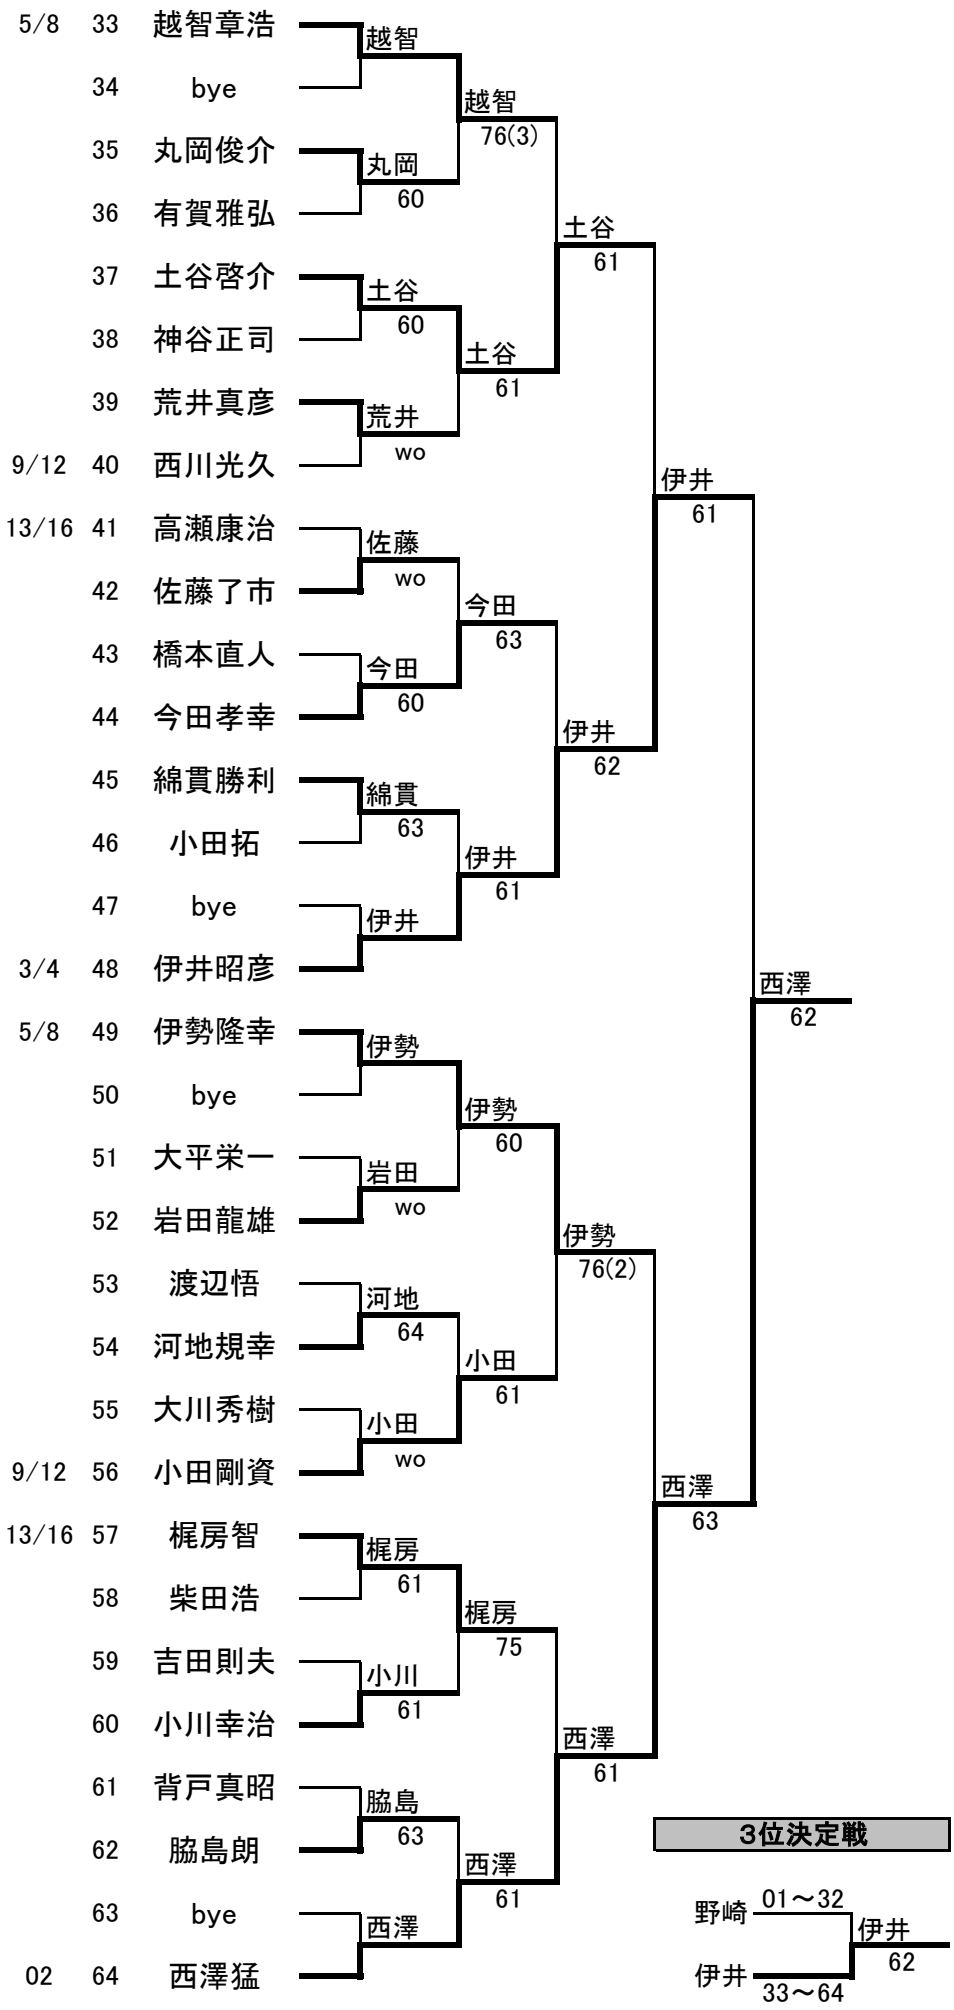 5/8 33 越智章浩
越智
34 bye
越智
76(3)
35 丸岡俊介
丸岡
60
36 有賀雅弘
土谷
61
37 土谷啓介
土谷
60
38 神谷正司
土谷
61
39 荒井真彦
荒井
wo
9/12 40 西川光久
伊井
61
13/16 41 高瀬康治
佐藤
wo
42 佐藤了市
今田
63
43 橋本直人
今田
60
44 今田孝幸
伊井
62
45 綿貫勝利
綿貫
63
46 小田拓
伊井
61
47 bye
伊井
3/4 48 伊井昭彦
西澤
62
5/8 49 伊勢隆幸
伊勢
50 bye
伊勢
60
51 大平栄一
岩田
wo
52 岩田龍雄
伊勢
76(2)
53 渡辺悟
河地
64
54 河地規幸
小田
61
55 大川秀樹
小田
wo
9/12 56 小田剛資
西澤
63
13/16 57 梶房智
梶房
61
58 柴田浩
梶房
75
59 吉田則夫
小川
61
60 小川幸治
西澤
61
61 背戸真昭
脇島
63
62 脇島朗
西澤
61
63 bye
西澤
02 64 西澤猛
3位決定戦
野崎 01～32
伊井
62
伊井 33～64